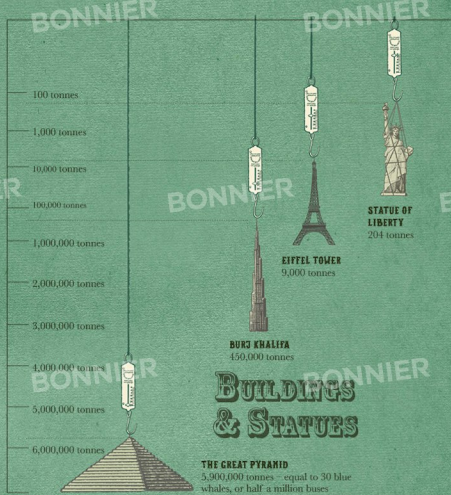 BONNIER
BONNIER
100 tonnes
1,000 tonnes
10,000 tonnes
BONNIER
100,000 tonnes
STATUE OF
LIBERTY
204 tonnes
1,000,000 tonnes
EIFFEL TOWER
9,000 tonnes
2,000,000 tonnes
3,000,000 tonnes
BURJ KHALIFA
450,000 tonnes
4,000,000 tonnes
BONNIER
BONNIER
BUILDINGS
& STATUES
5,000,000 tonnes
6,000,000 tonnes
THE GREAT PYRAMID
5,900,000 tonnes – equal to 30 blue
whales, or half a million buses